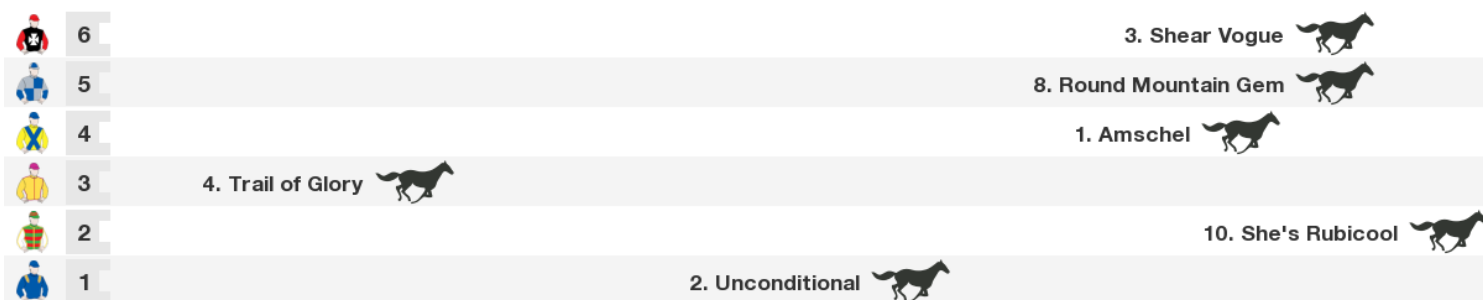 6 3. Shear Vogue
5 8. Round Mountain Gem
4 1. Amschel
3 4. Trail of Glory
2 10. She's Rubicool
1 2. Unconditional